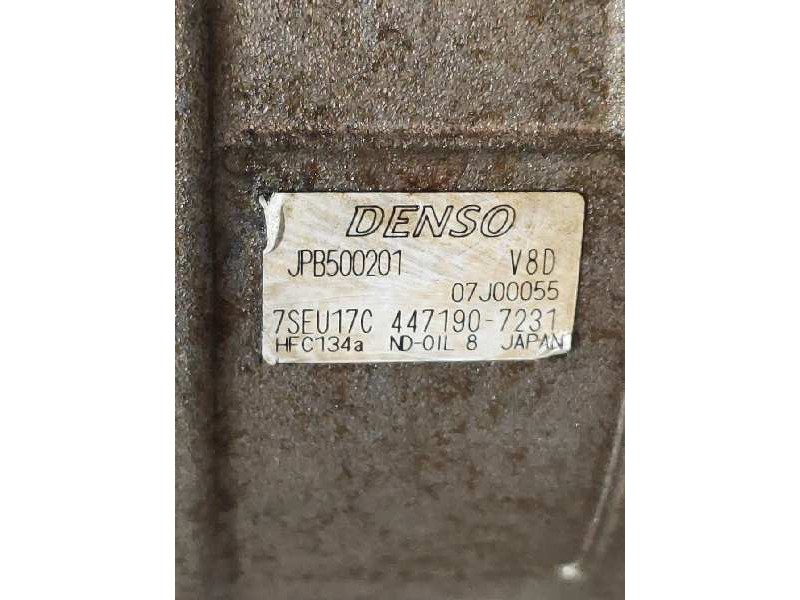 DENSO
JPB500201 V8D
07J00055
7SEU17C 447190-7231
HFC134a ND-OIL 8 JAPAN